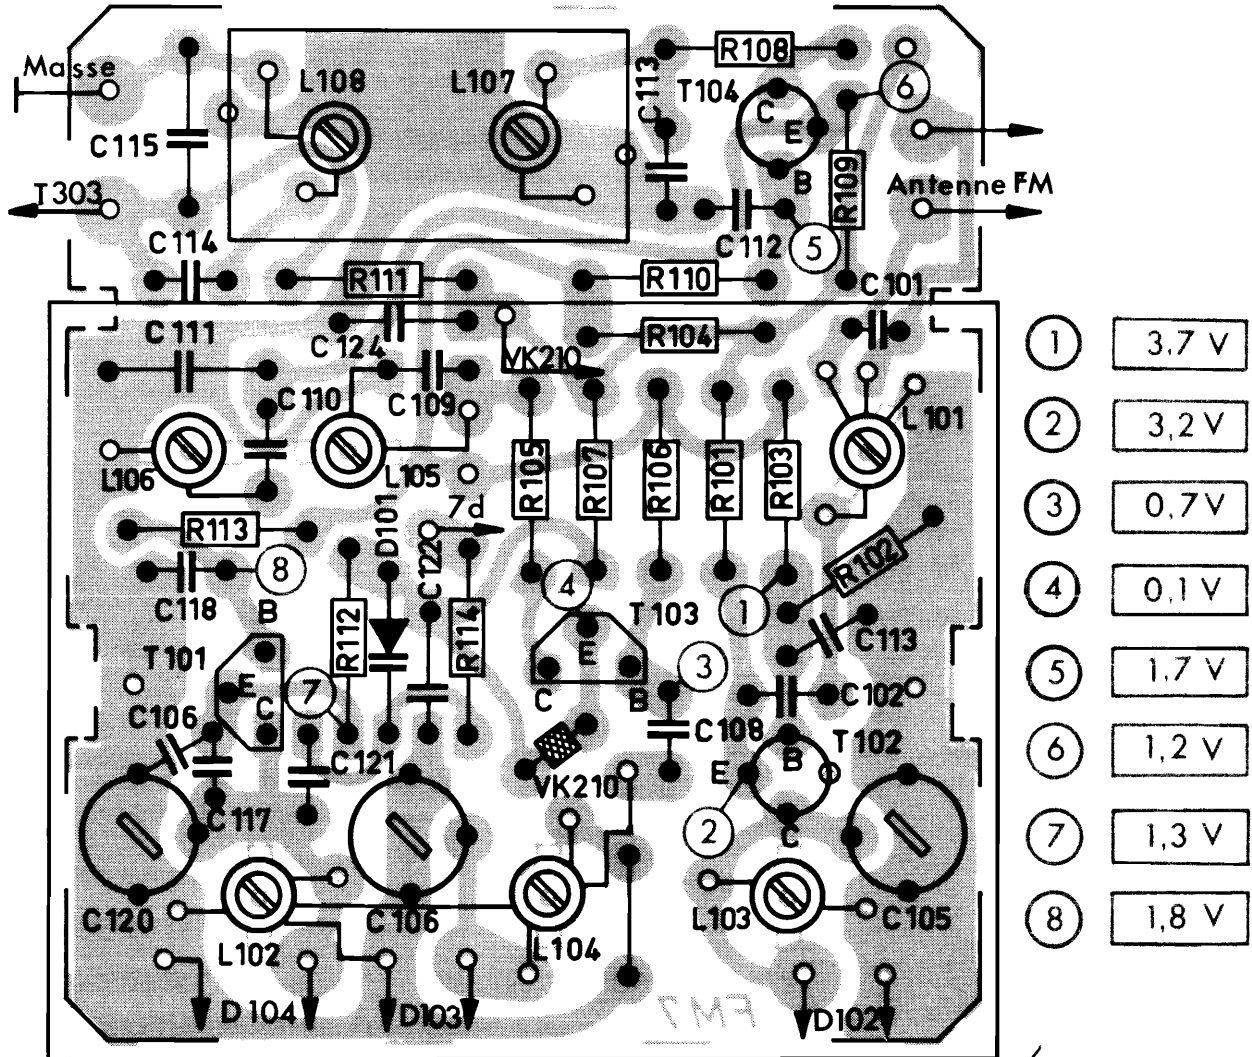 Masse
L108
L107
C113
R108
T104
6
C
E
B
C115
R109
T303
Antenne FM
C114
C112
5
R111
R110
C101
C111
C124
VK210
R104
C110
C109
L106
L105
R105
R107
R106
R101
R103
L101
7d
D101
R113
C122
8
C118
B
4
1
R102
R112
R114
T103
E
C
B
3
C113
T101
E
C
7
C102
C106
C121
C108
B
T102
E
C
VK210
2
C117
C120
C106
L102
L104
L103
C105
D104
D103
D102
FM7
1 3,7 V
2 3,2 V
3 0,7 V
4 0,1 V
5 1,7 V
6 1,2 V
7 1,3 V
8 1,8 V